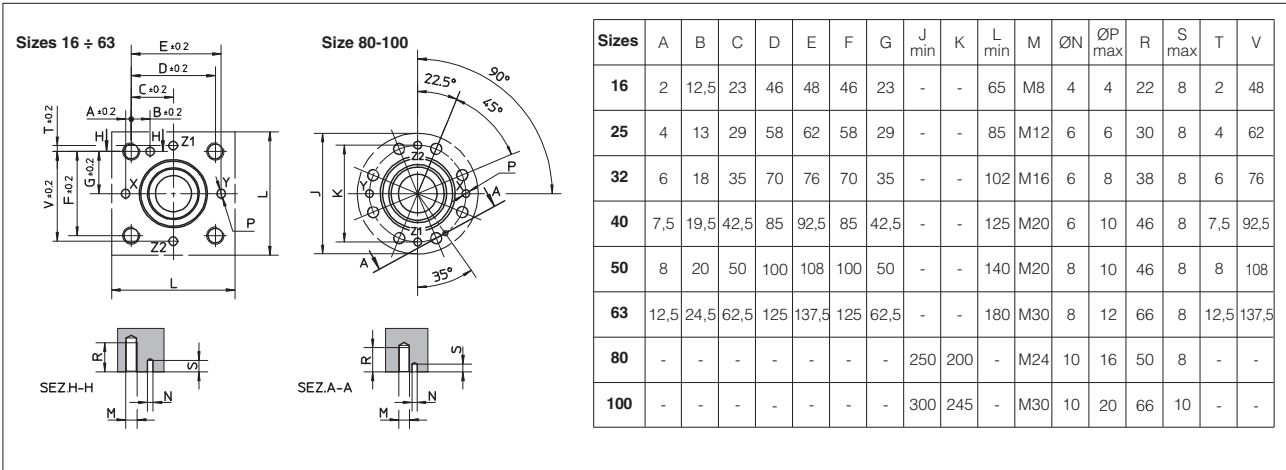 Sizes 16 ÷ 63
E ±0.2
D ±0.2
C ±0.2
A ±0.2 B ±0.2
T ±0.2
H H
Z1
G ±0.2
F ±0.2
V ±0.2
X Y
P
L
Z2
L
R
S
SEZ.H-H
M N
Size 80-100
90°
22.5°
45°
Z2
P
J
K
Y X
A
Z1
A
35°
R
S
SEZ.A-A
M N
Sizes A B C D E F G J min K L min M ØN ØP max R S max T V
16 2 12,5 23 46 48 46 23 - - 65 M8 4 4 22 8 2 48
25 4 13 29 58 62 58 29 - - 85 M12 6 6 30 8 4 62
32 6 18 35 70 76 70 35 - - 102 M16 6 8 38 8 6 76
40 7,5 19,5 42,5 85 92,5 85 42,5 - - 125 M20 6 10 46 8 7,5 92,5
50 8 20 50 100 108 100 50 - - 140 M20 8 10 46 8 8 108
63 12,5 24,5 62,5 125 137,5 125 62,5 - - 180 M30 8 12 66 8 12,5 137,5
80 - - - - - - - 250 200 - M24 10 16 50 8 - -
100 - - - - - - - 300 245 - M30 10 20 66 10 - -